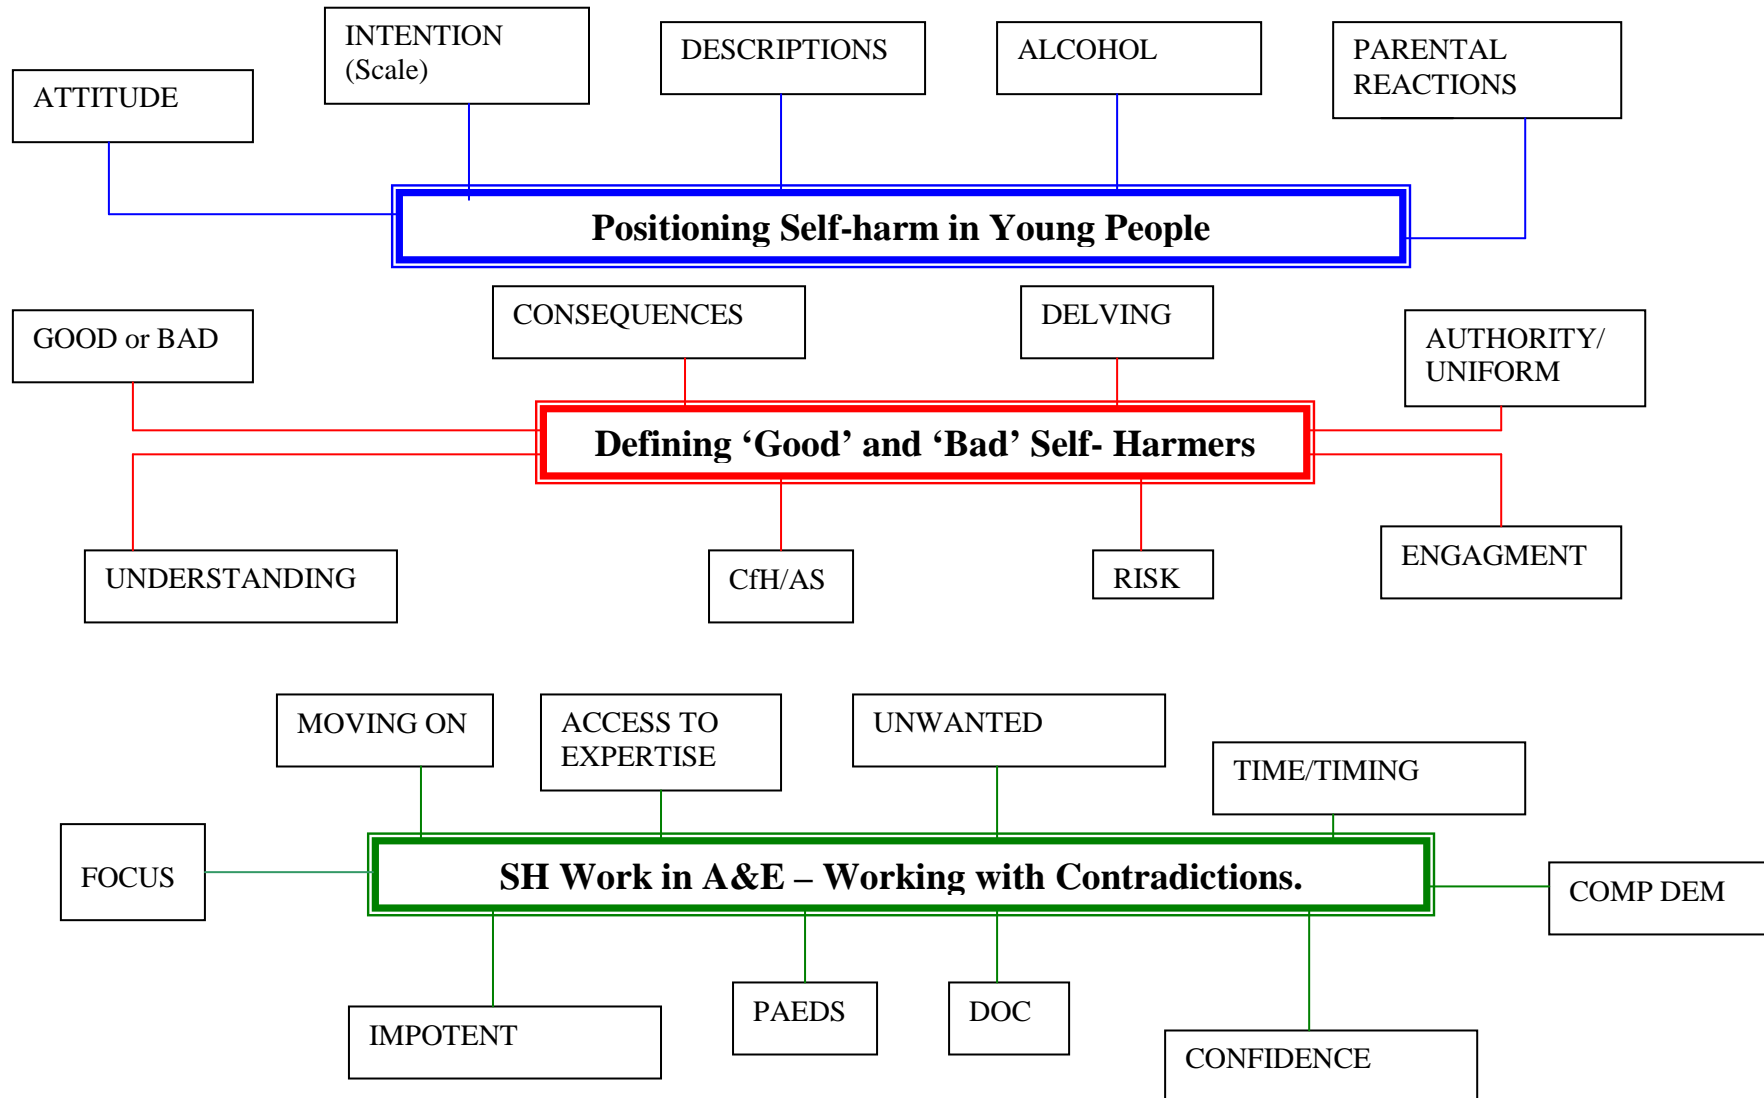 INTENTION
(Scale)
DESCRIPTIONS
ALCOHOL
PARENTAL
REACTIONS
ATTITUDE
Positioning Self-harm in Young People
CONSEQUENCES
DELVING
GOOD or BAD
AUTHORITY/
UNIFORM
Defining ‘Good’ and ‘Bad’ Self- Harmers
UNDERSTANDING
CfH/AS
RISK
ENGAGMENT
MOVING ON
ACCESS TO
EXPERTISE
UNWANTED
TIME/TIMING
FOCUS
SH Work in A&E – Working with Contradictions.
COMP DEM
IMPOTENT
PAEDS
DOC
CONFIDENCE